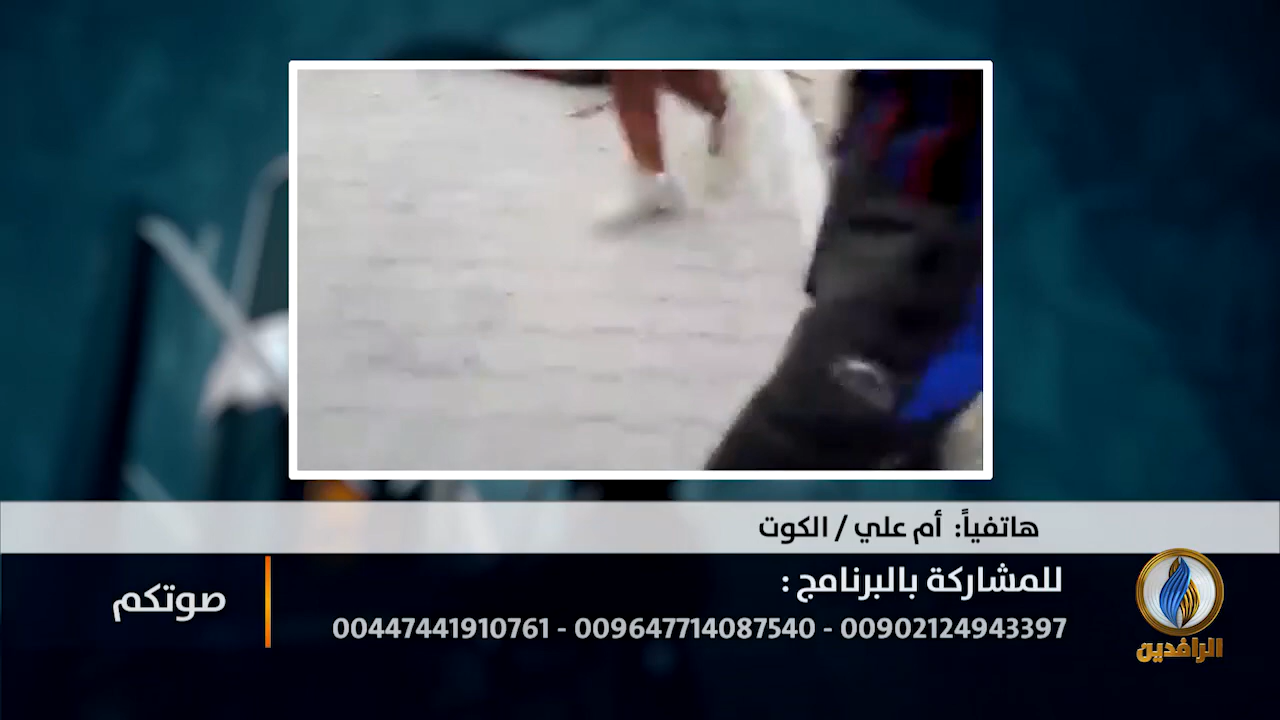 هاتفياً: أم علي / الكوت
للمشاركة بالبرنامج :
00447441910761 - 009647714087540 - 00902124943397
صوتكم
الرافدين